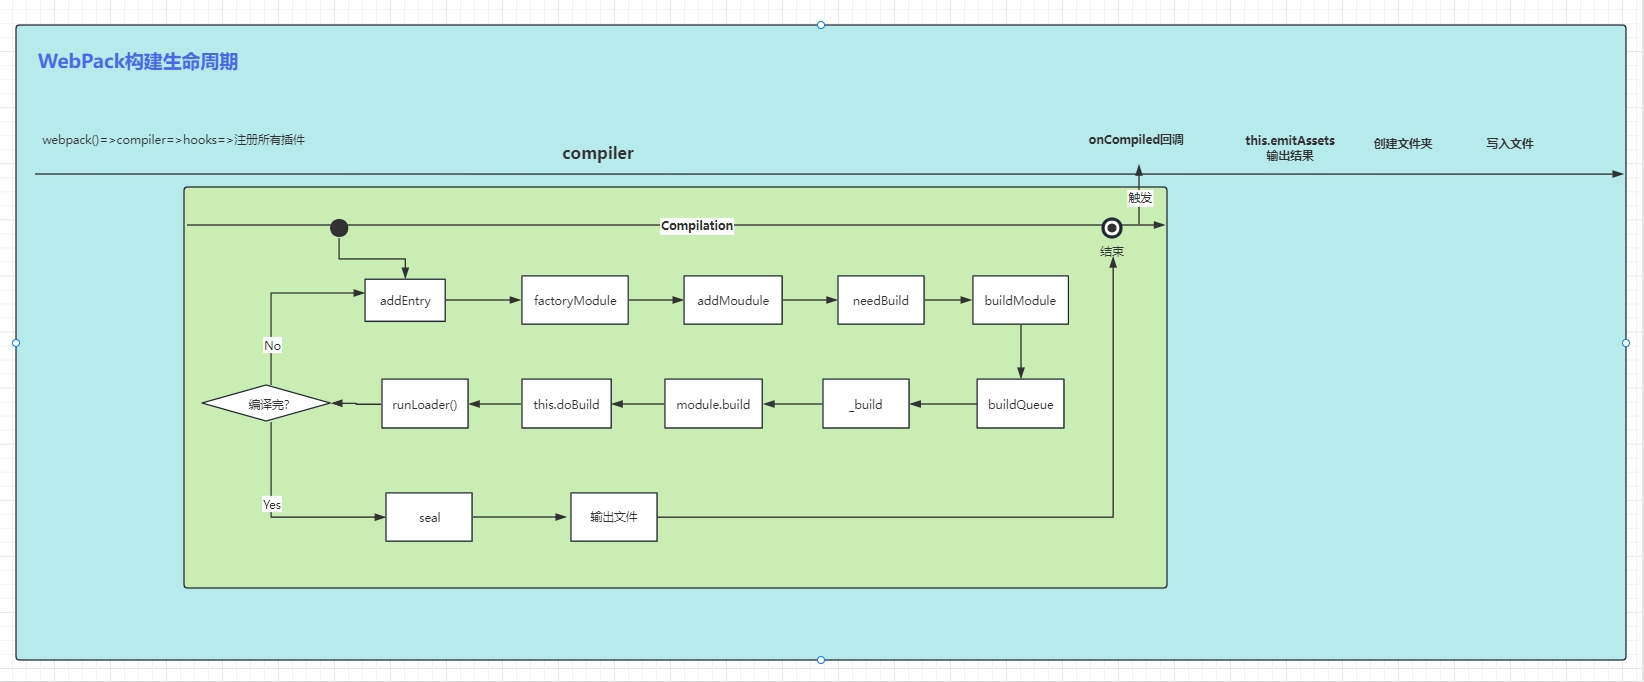 WebPack构建生命周期
webpack()=>compiler=>hooks=>注册所有插件
compiler
onCompiled回调
this.emitAssets
输出结果
创建文件夹
写入文件
触发
Compilation
结束
addEntry
factoryModule
addMoudule
needBuild
buildModule
No
编译完?
runLoader()
this.doBuild
module.build
_build
buildQueue
Yes
seal
输出文件